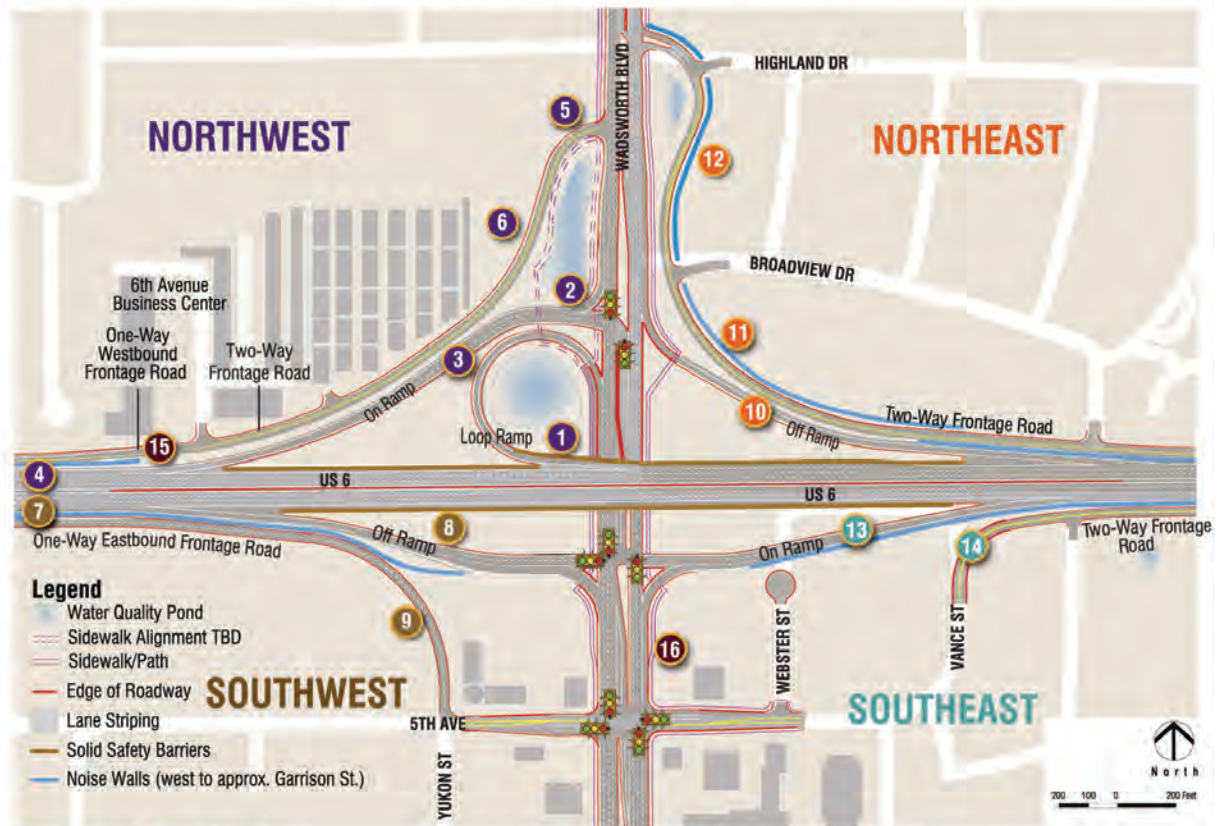 WADSWORTH BLVD
HIGHLAND DR
5
NORTHWEST
NORTHEAST
12
6
BROADVIEW DR
6th Avenue
Business Center
2
One-Way
Westbound
Frontage Road
Two-Way
Frontage Road
11
3
On Ramp
10
Two-Way Frontage Road
Off Ramp
15
Loop Ramp
1
4
US 6
US 6
7
8
13
One-Way Eastbound Frontage Road
Off Ramp
On Ramp
14
Two-Way Frontage
Road
Legend
Water Quality Pond
Sidewalk Alignment TBD
Sidewalk/Path
Edge of Roadway
Lane Striping
Solid Safety Barriers
Noise Walls (west to approx. Garrison St.)
9
16
WEBSTER ST
VANCE ST
SOUTHWEST
SOUTHEAST
5TH AVE
YUKON ST
North
200 100 0 200 Feet